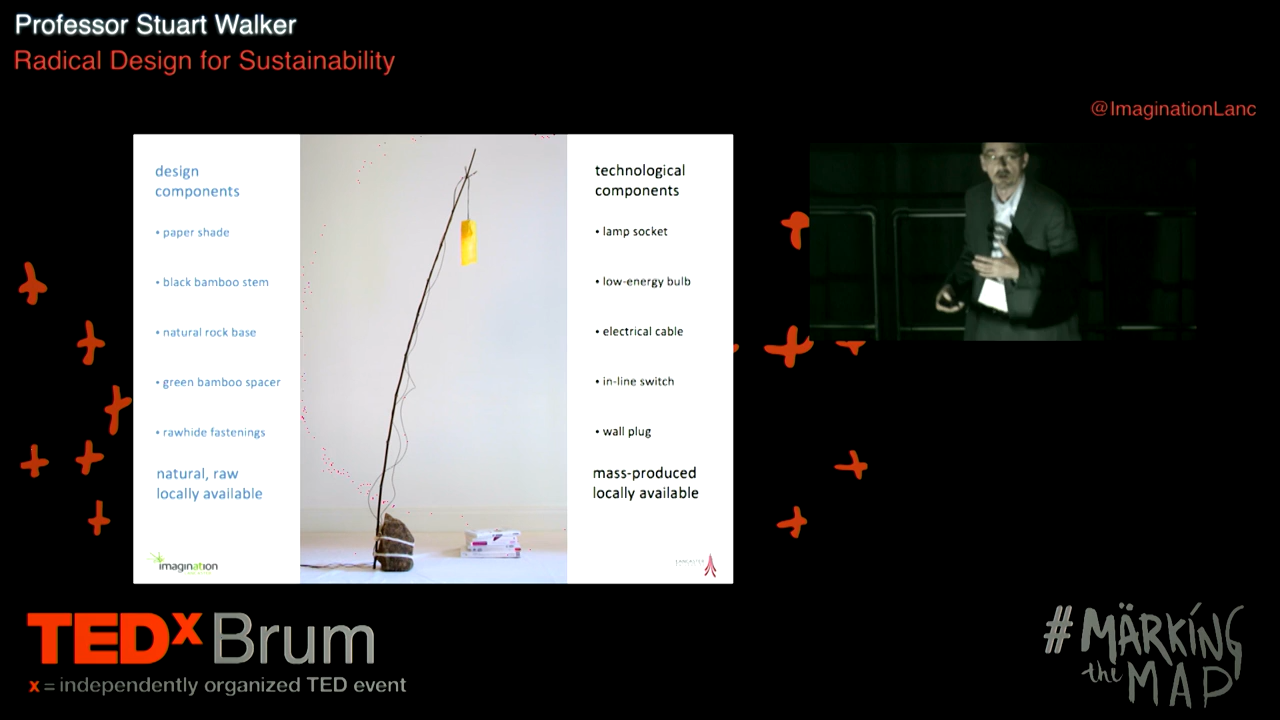 Professor Stuart Walker
Radical Design for Sustainability
@ImaginationLanc
design
components
• paper shade
• black bamboo stem
• natural rock base
• green bamboo spacer
• rawhide fastenings
natural, raw
locally available
imagination
technological
components
• lamp socket
• low-energy bulb
• electrical cable
• in-line switch
• wall plug
mass-produced
locally available
TEDx Brum
x = independently organized TED event
#MÄRKING
the MAP